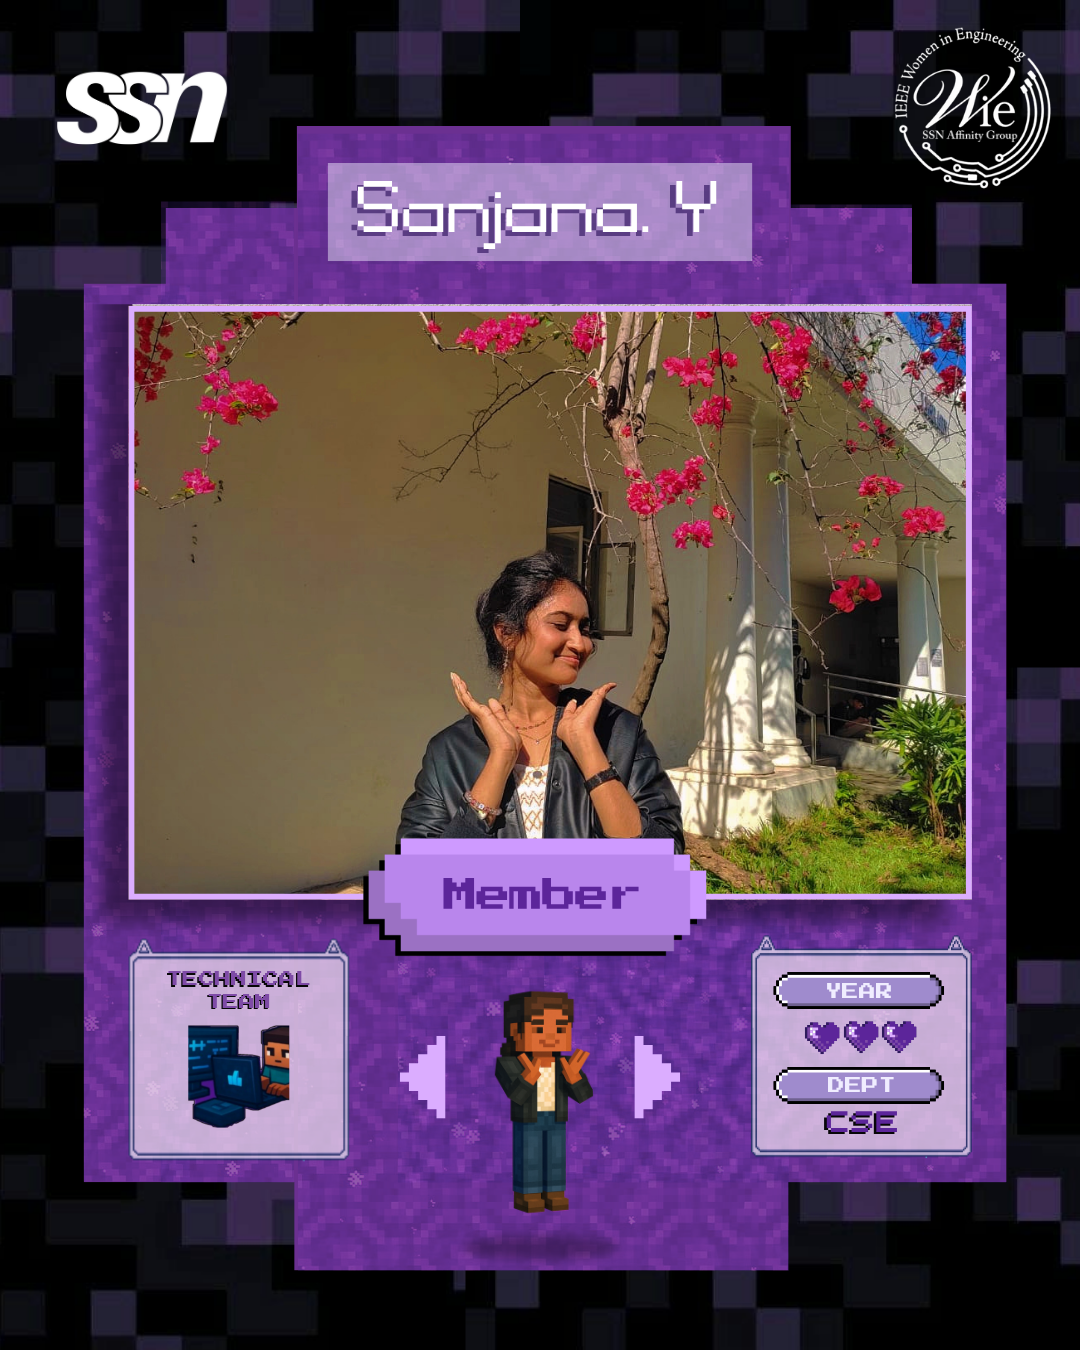 ssn
IEEE Women in Engineering
WiE
SSN Affinity Group
Sanjana. Y
Member
TECHNICAL
TEAM
YEAR
DEPT
CSE